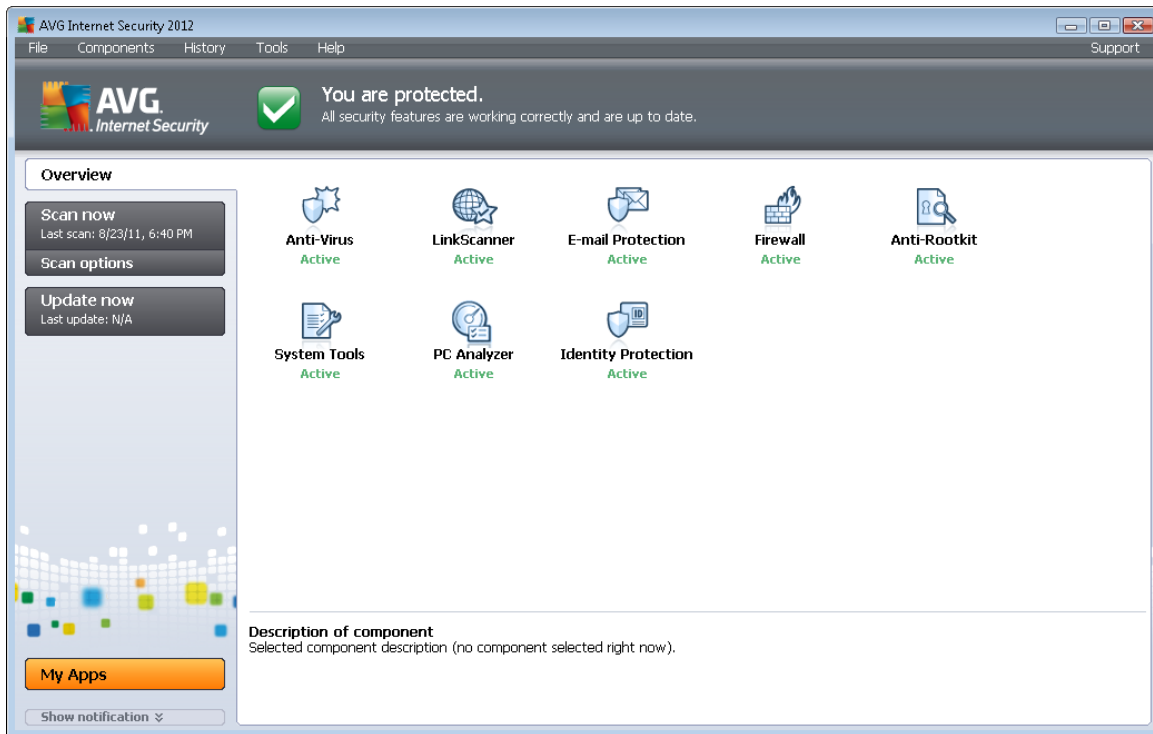 AVG Internet Security 2012
File Components History Tools Help Support
AVG.
Internet Security
You are protected.
All security features are working correctly and are up to date.
Overview
Scan now
Last scan: 8/23/11, 6:40 PM
Scan options
Update now
Last update: N/A
Anti-Virus LinkScanner E-mail Protection Firewall Anti-Rootkit
Active Active Active Active Active
ID
System Tools PC Analyzer Identity Protection
Active Active Active
Description of component
Selected component description (no component selected right now).
My Apps
Show notification